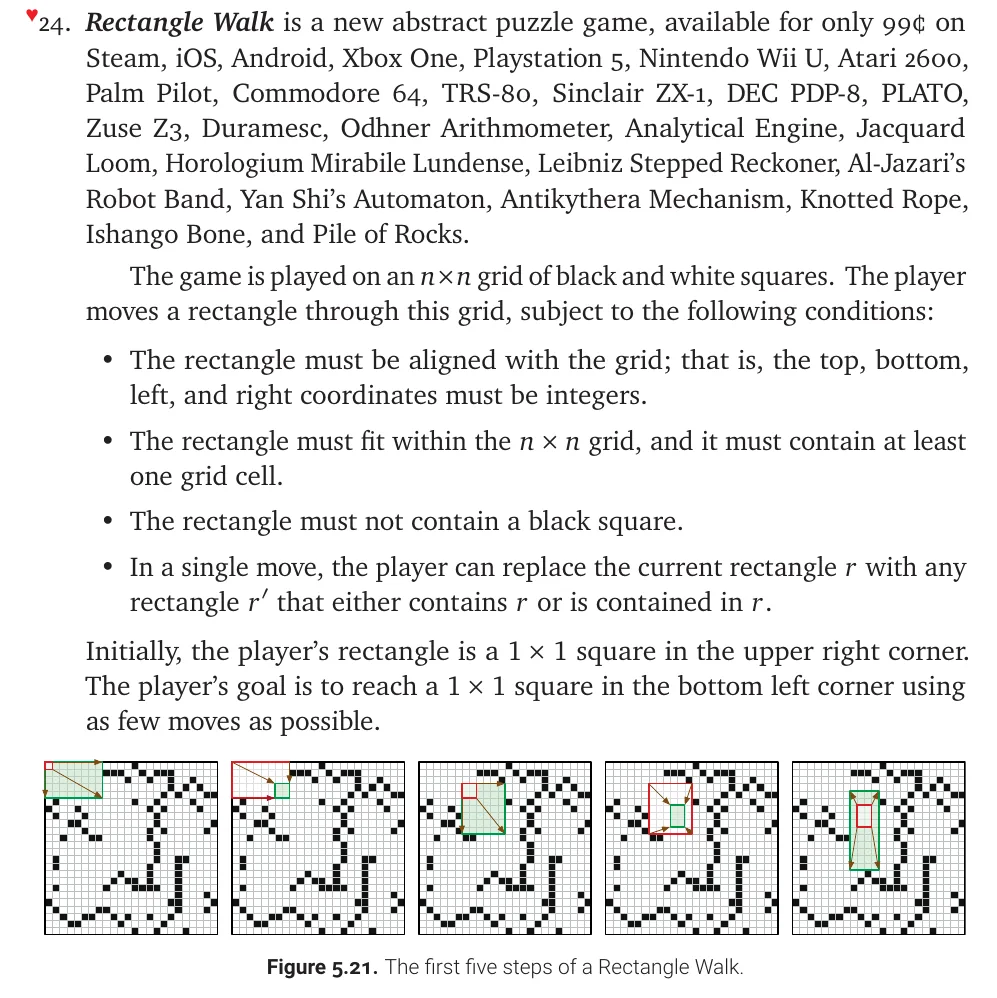 ♥24. Rectangle Walk is a new abstract puzzle game, available for only 99¢ on
Steam, iOS, Android, Xbox One, Playstation 5, Nintendo Wii U, Atari 2600,
Palm Pilot, Commodore 64, TRS-80, Sinclair ZX-1, DEC PDP-8, PLATO,
Zuse Z3, Duramesc, Odhner Arithmometer, Analytical Engine, Jacquard
Loom, Horologium Mirabile Lundense, Leibniz Stepped Reckoner, Al-Jazari's
Robot Band, Yan Shi's Automaton, Antikythera Mechanism, Knotted Rope,
Ishango Bone, and Pile of Rocks.
The game is played on an n×n grid of black and white squares. The player
moves a rectangle through this grid, subject to the following conditions:
• The rectangle must be aligned with the grid; that is, the top, bottom,
left, and right coordinates must be integers.
• The rectangle must fit within the n × n grid, and it must contain at least
one grid cell.
• The rectangle must not contain a black square.
• In a single move, the player can replace the current rectangle r with any
rectangle r′ that either contains r or is contained in r.
Initially, the player's rectangle is a 1 × 1 square in the upper right corner.
The player's goal is to reach a 1 × 1 square in the bottom left corner using
as few moves as possible.
Figure 5.21. The first five steps of a Rectangle Walk.